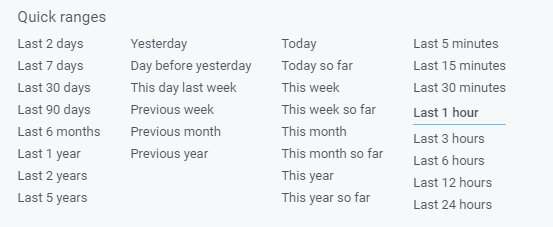 Quick ranges
Last 2 days
Last 7 days
Last 30 days
Last 90 days
Last 6 months
Last 1 year
Last 2 years
Last 5 years
Yesterday
Day before yesterday
This day last week
Previous week
Previous month
Previous year
Today
Today so far
This week
This week so far
This month
This month so far
This year
This year so far
Last 5 minutes
Last 15 minutes
Last 30 minutes
Last 1 hour
Last 3 hours
Last 6 hours
Last 12 hours
Last 24 hours